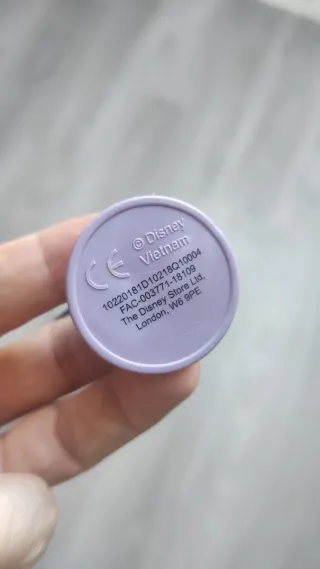 © Disney
Vietnam
CE
10220181D10218Q10004
FAC-003771-18109
The Disney Store Ltd,
London, W6 9PE